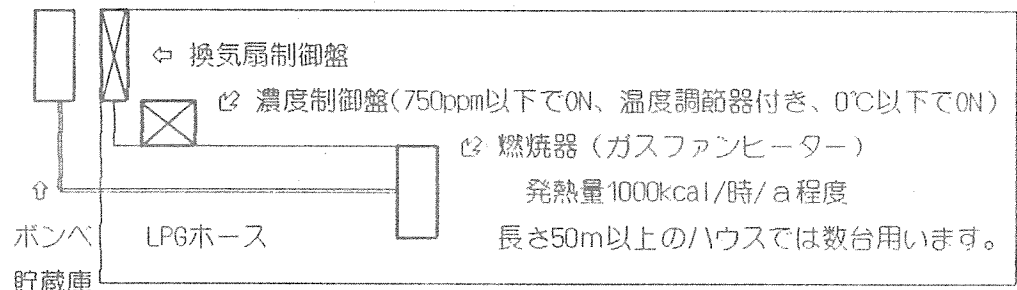 ⇦ 換気扇制御盤
濃度制御盤(750ppm以下でON、温度調節器付き、0℃以下でON)
燃焼器(ガスファンヒーター)
発熱量1000kcal/時/a程度
ボンベ
貯蔵庫
LPGホース
長さ50m以上のハウスでは数台用います。